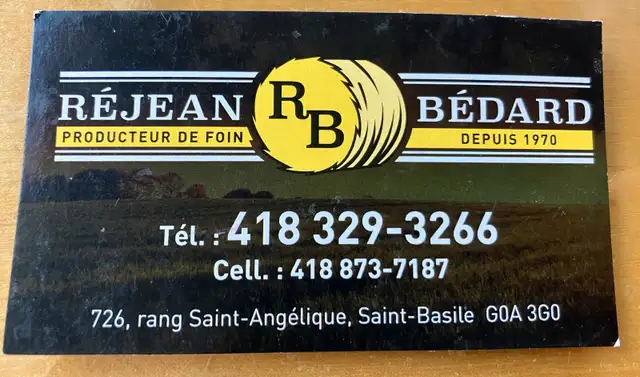 RÉJEAN RB BÉDARD
PRODUCTEUR DE FOIN DEPUIS 1970
Tél. : 418 329-3266
Cell. : 418 873-7187
726, rang Saint-Angélique, Saint-Basile G0A 3G0